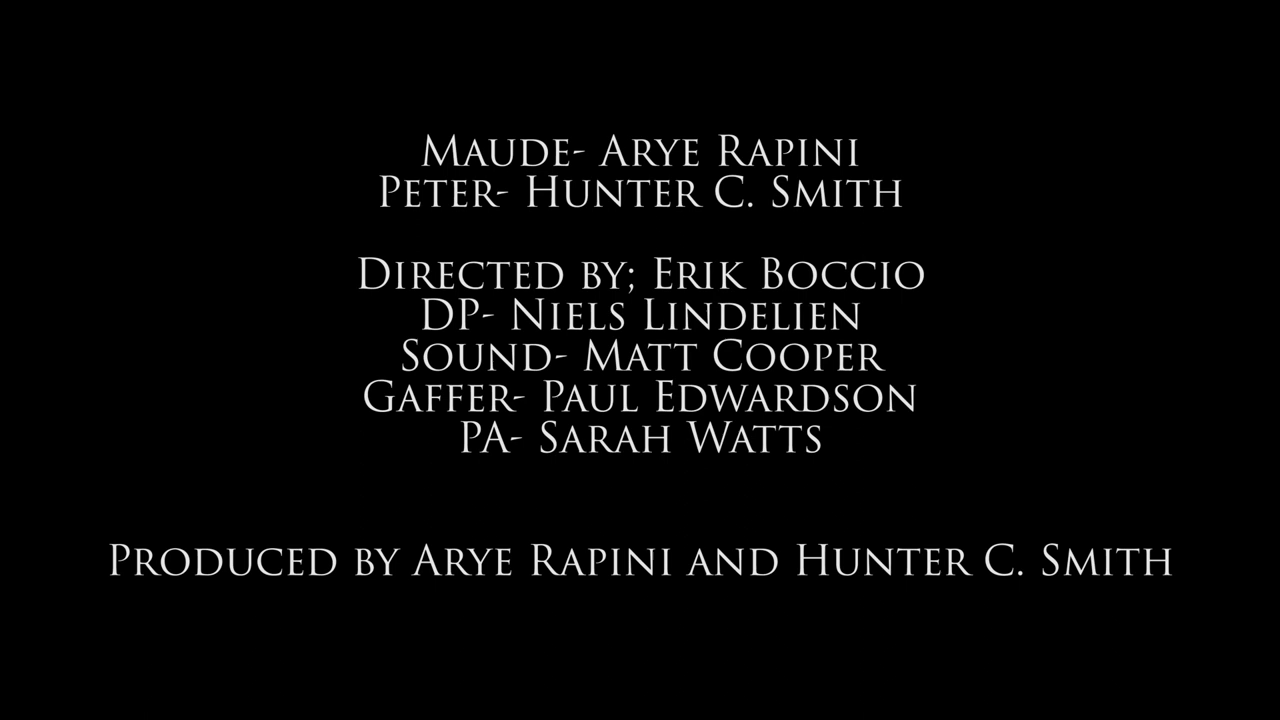 Maude- Arye Rapini
Peter- Hunter C. Smith
Directed by; Erik Boccio
DP- Niels Lindelien
Sound- Matt Cooper
Gaffer- Paul Edwardson
PA- Sarah Watts
Produced by Arye Rapini and Hunter C. Smith